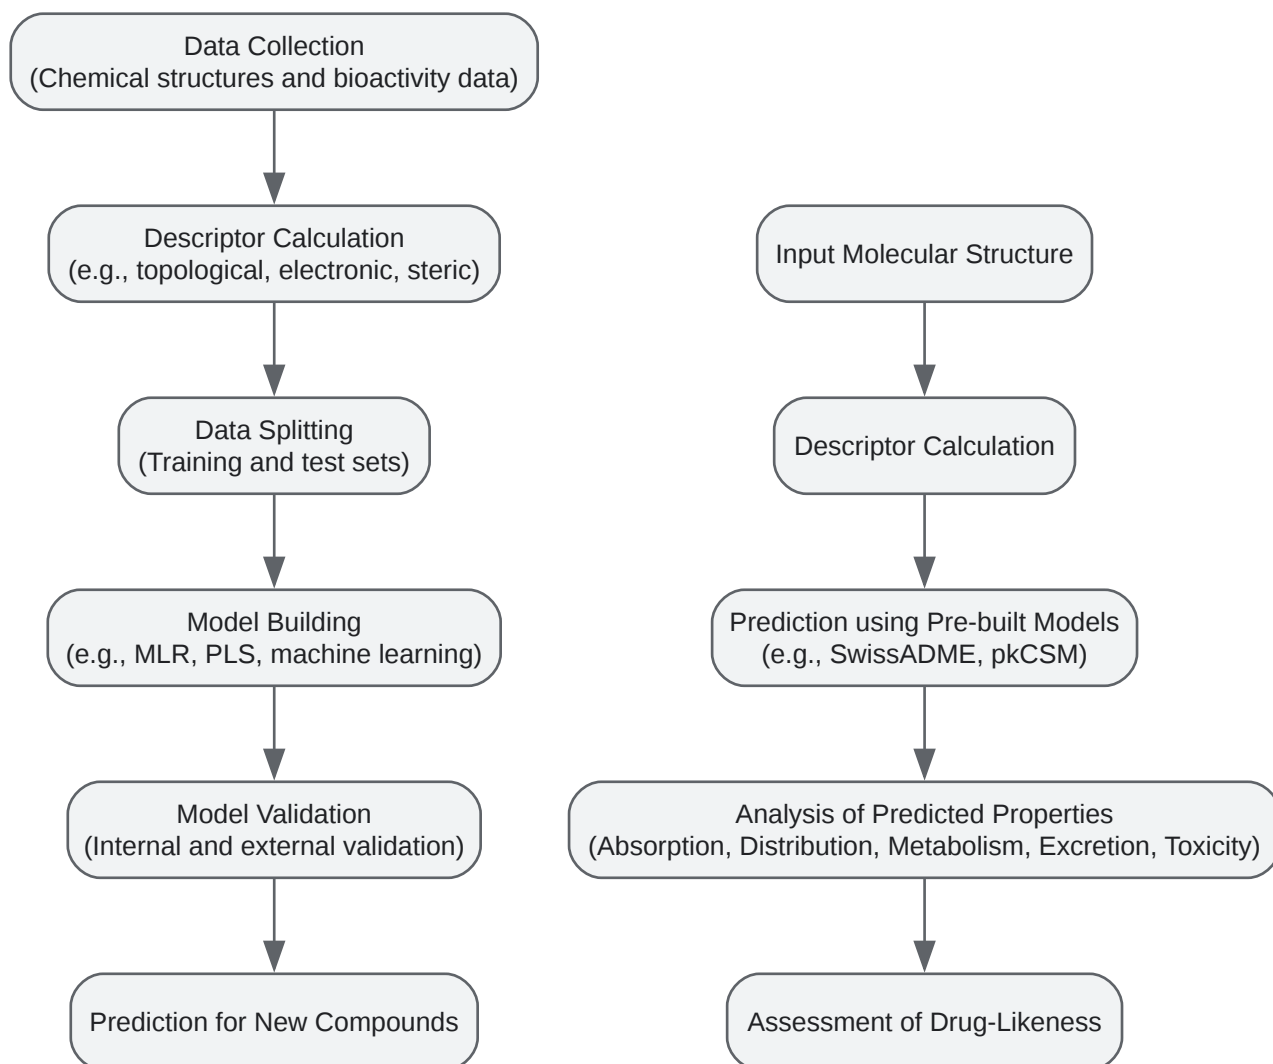 Data Collection
(Chemical structures and bioactivity data)
Descriptor Calculation
(e.g., topological, electronic, steric)
Data Splitting
(Training and test sets)
Model Building
(e.g., MLR, PLS, machine learning)
Model Validation
(Internal and external validation)
Prediction for New Compounds
Input Molecular Structure
Descriptor Calculation
Prediction using Pre-built Models
(e.g., SwissADME, pkCSM)
Analysis of Predicted Properties
(Absorption, Distribution, Metabolism, Excretion, Toxicity)
Assessment of Drug-Likeness